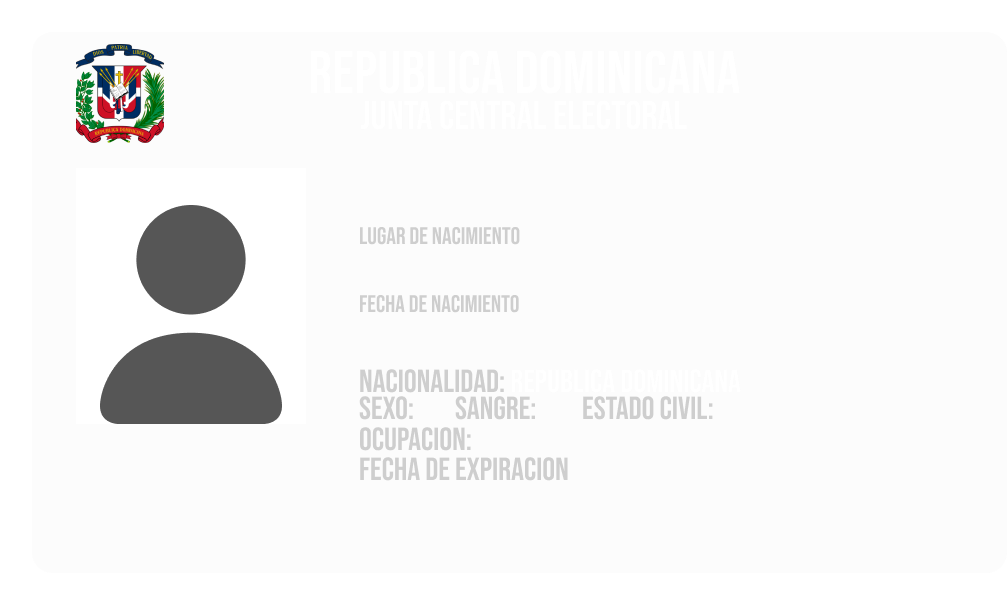 DIOS PATRIA LIBERTAD
REPUBLICA DOMINICANA
REPUBLICA DOMINICANA
JUNTA CENTRAL ELECTORAL
LUGAR DE NACIMIENTO
FECHA DE NACIMIENTO
NACIONALIDAD: REPUBLICA DOMINICANA
SEXO: SANGRE: ESTADO CIVIL:
OCUPACION:
FECHA DE EXPIRACION